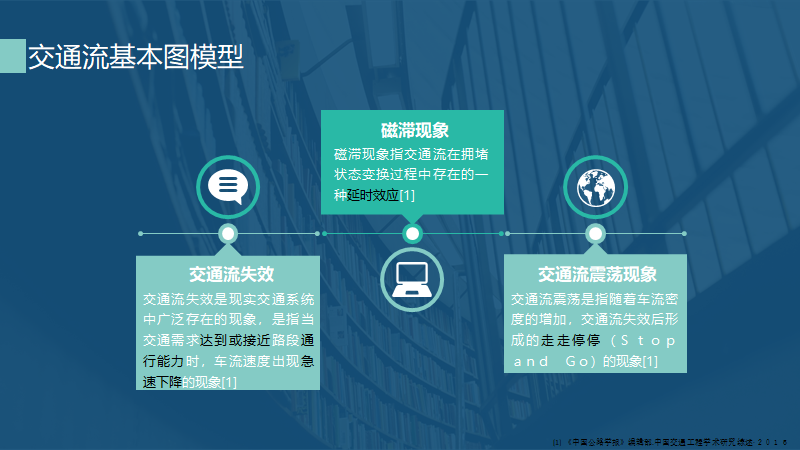 交通流基本图模型
磁滞现象
磁滞现象指交通流在拥堵
状态变换过程中存在的一
种延时效应[1]
交通流失效
交通流失效是现实交通系统
中广泛存在的现象，是指当
交通需求达到或接近路段通
行能力时，车流速度出现急
速下降的现象[1]
交通流震荡现象
交通流震荡是指随着车流密
度的增加，交通流失效后形
成的走走停停（Stop
and Go）的现象[1]
(1) 《中国公路学报》编辑部.中国交通工程学术研究综述·2016